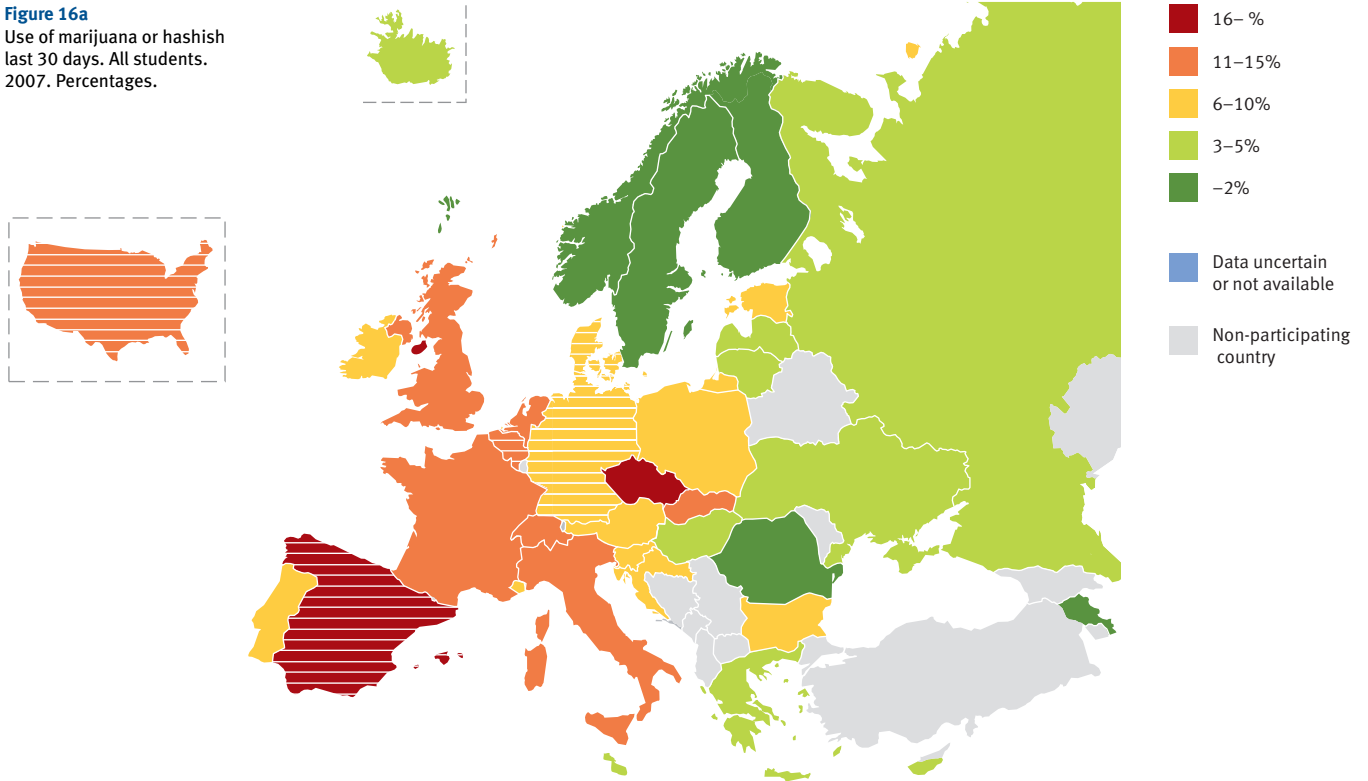 Figure 16a
Use of marijuana or hashish
last 30 days. All students.
2007. Percentages.
16– %
11–15%
6–10%
3–5%
–2%
Data uncertain
or not available
Non-participating
country